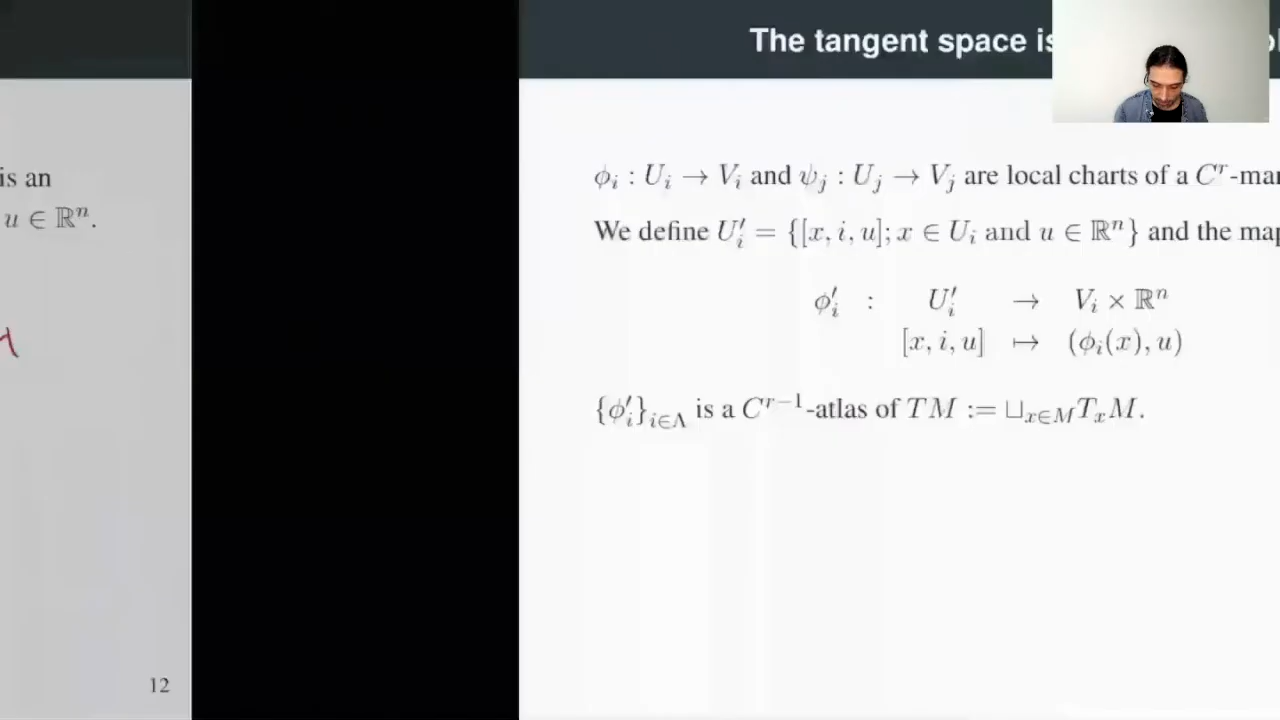 is an
u ∈ ℝⁿ.
12
The tangent space is
ϕᵢ : Uᵢ → Vᵢ and ψⱼ : Uⱼ → Vⱼ are local charts of a Cʳ-man
We define U′ᵢ = {[x, i, u]; x ∈ Uᵢ and u ∈ ℝⁿ} and the map
ϕ′ᵢ : U′ᵢ → Vᵢ × ℝⁿ
[x, i, u] ↦ (ϕᵢ(x), u)
{ϕ′ᵢ}_{i∈Λ} is a Cʳ⁻¹-atlas of TM := ⊔_{x∈M}TₓM.